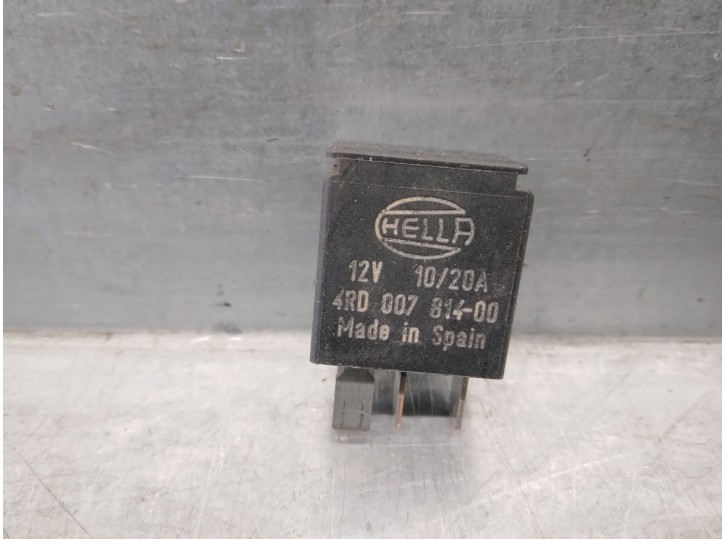 HELLA
12V 10/20A
4RD 007 814-00
Made in Spain